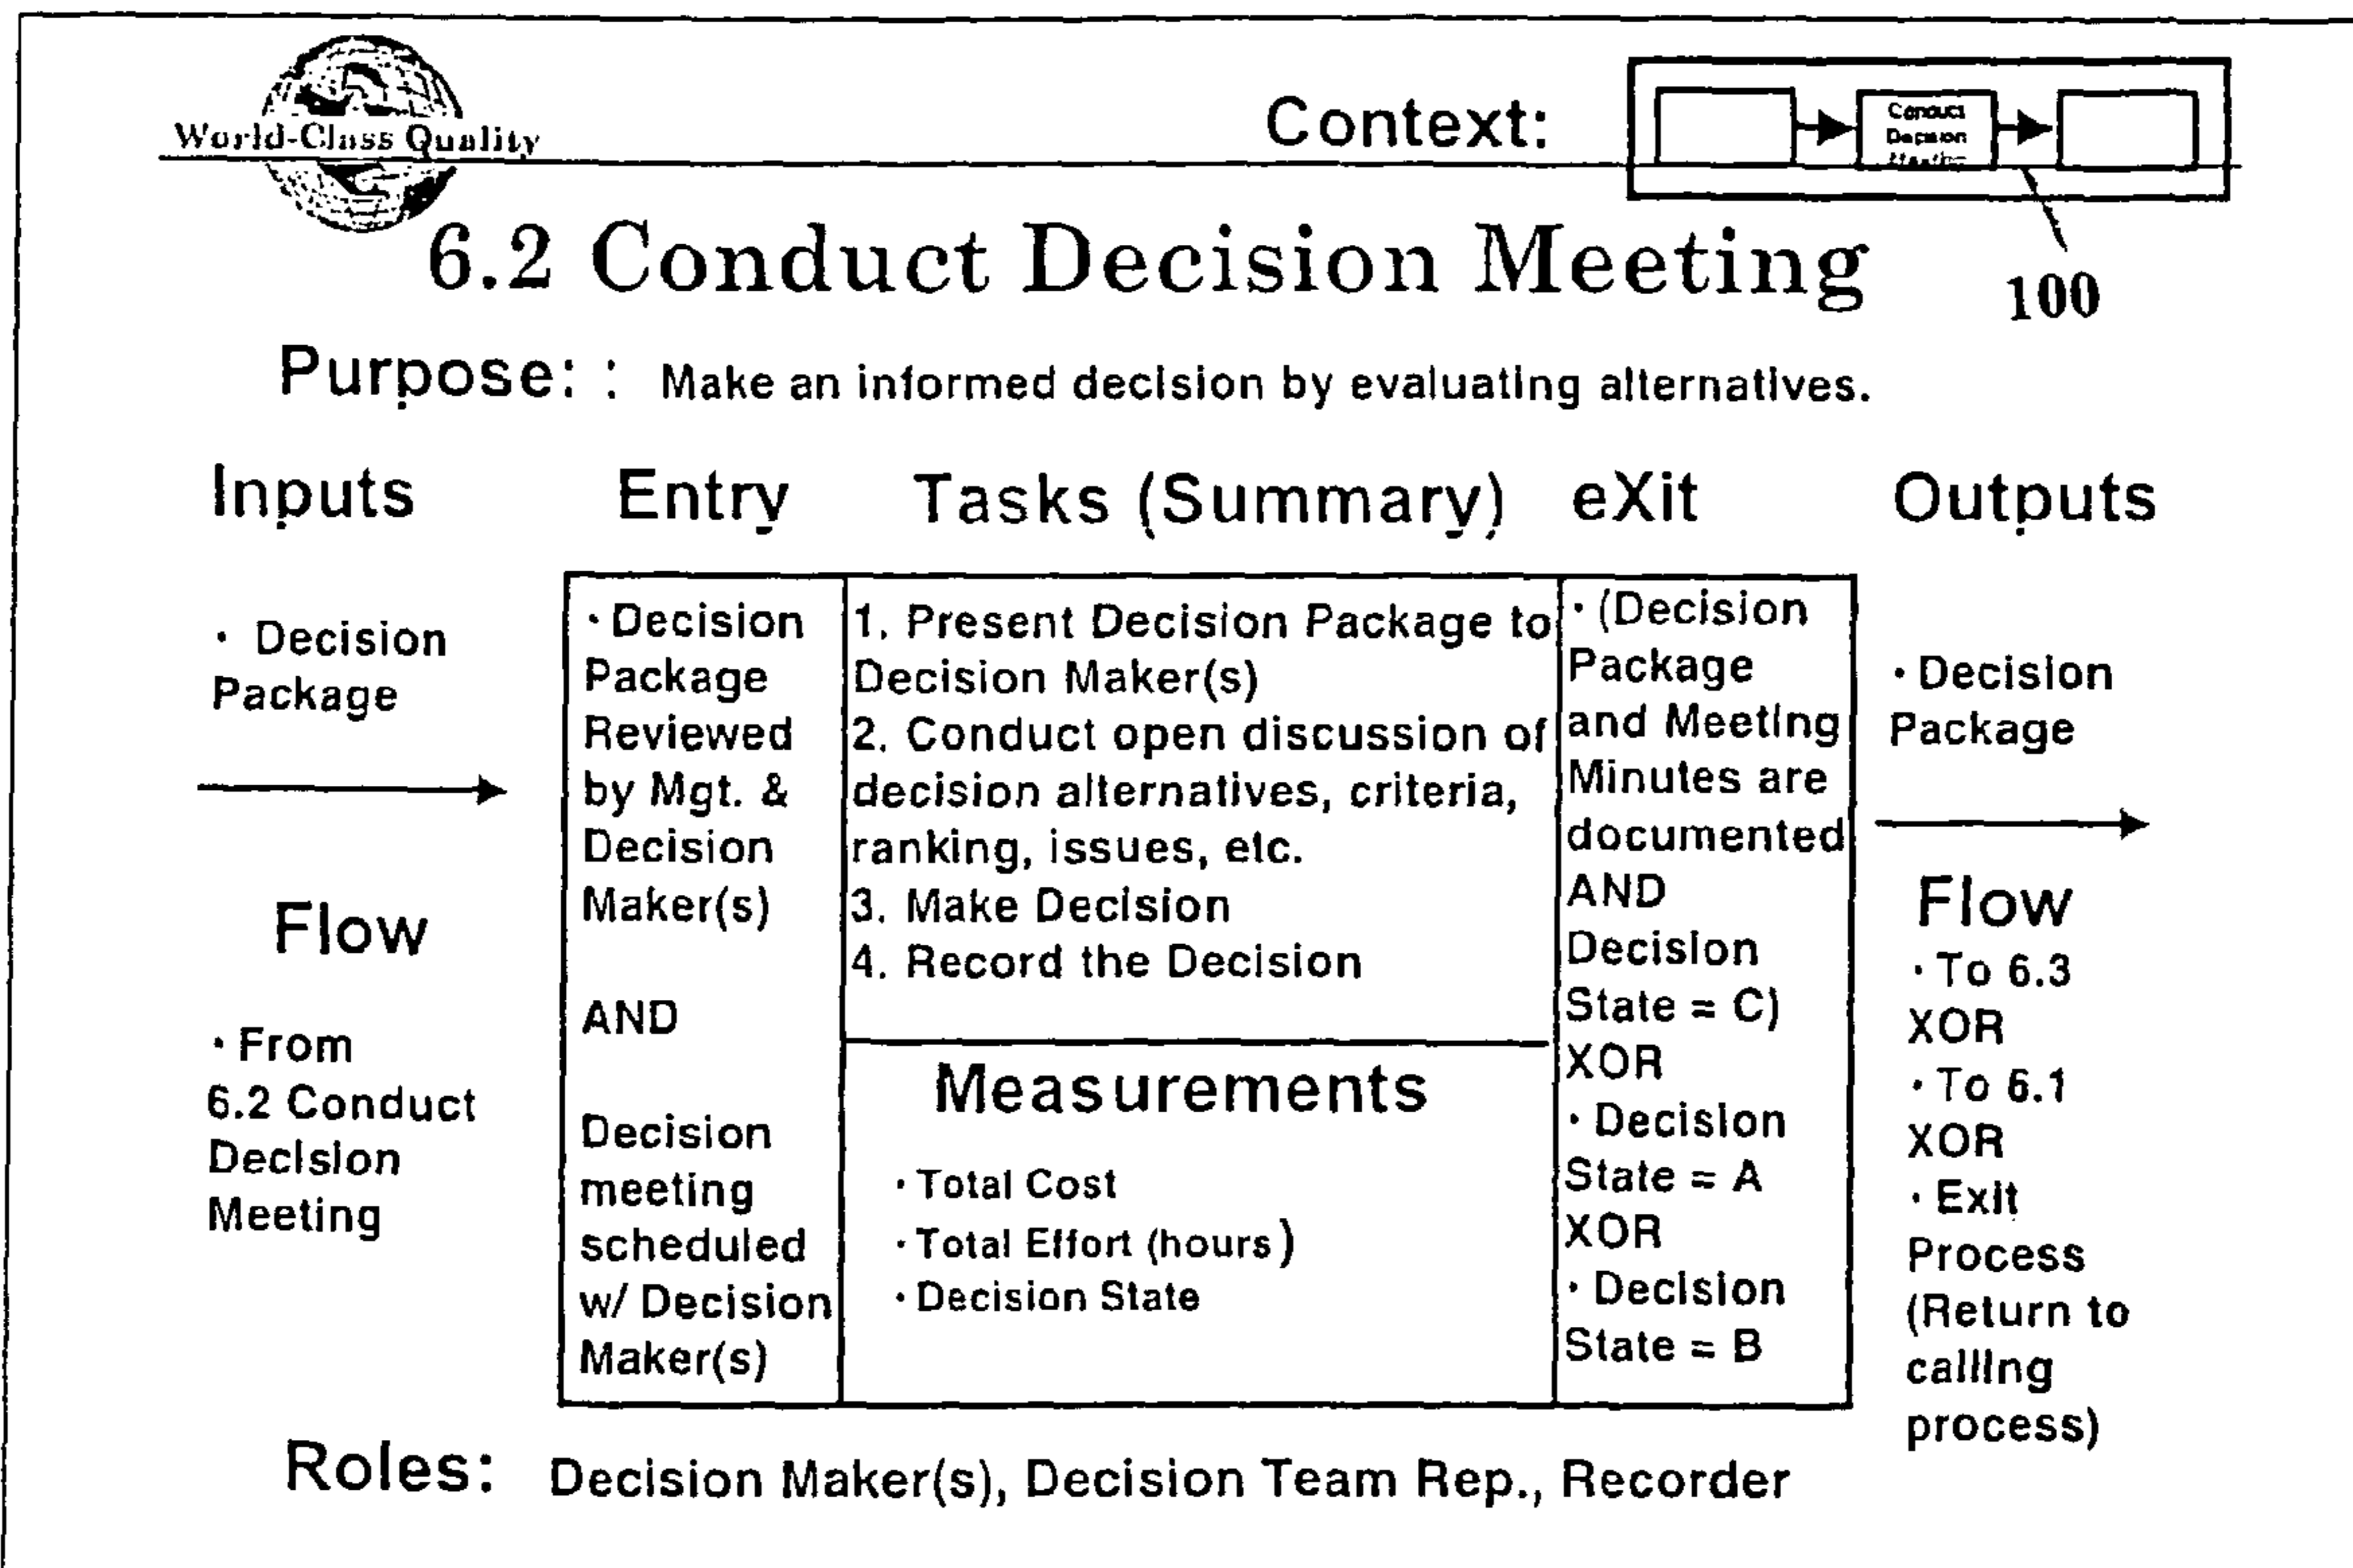 World-Class Quality
Context:
Conduct
Decision
Meeting
100
6.2 Conduct Decision Meeting
Purpose: : Make an informed decision by evaluating alternatives.
Inputs
· Decision
Package
Flow
· From
6.2 Conduct
Decision
Meeting
Entry
· Decision
Package
Reviewed
by Mgt. &
Decision
Maker(s)
AND
Decision
meeting
scheduled
w/ Decision
Maker(s)
Tasks (Summary)
1. Present Decision Package to
Decision Maker(s)
2. Conduct open discussion of
decision alternatives, criteria,
ranking, issues, etc.
3. Make Decision
4. Record the Decision
Measurements
· Total Cost
· Total Effort (hours)
· Decision State
eXit
· (Decision
Package
and Meeting
Minutes are
documented
AND
Decision
State = C)
XOR
· Decision
State = A
XOR
· Decision
State = B
Outputs
· Decision
Package
Flow
· To 6.3
XOR
· To 6.1
XOR
· Exit
Process
(Return to
calling
process)
Roles: Decision Maker(s), Decision Team Rep., Recorder